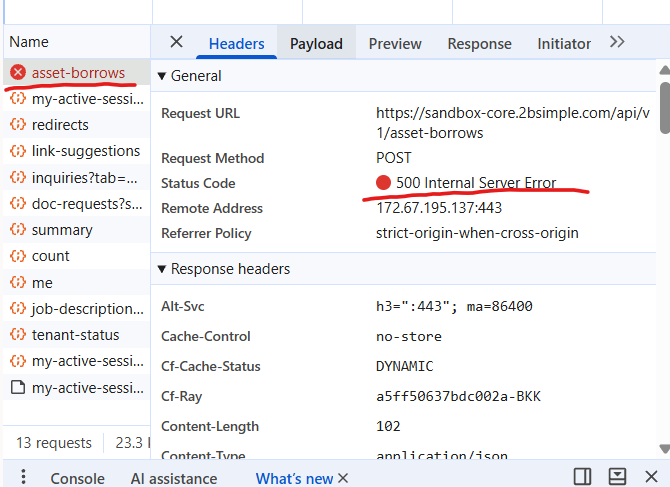 Name
Headers Payload Preview Response Initiator
asset-borrows
my-active-sessi...
redirects
link-suggestions
inquiries?tab=...
doc-requests?s...
summary
count
me
job-description...
tenant-status
my-active-sessi...
my-active-sessi...
General
Request URL https://sandbox-core.2bsimple.com/api/v
1/asset-borrows
Request Method POST
Status Code 500 Internal Server Error
Remote Address 172.67.195.137:443
Referrer Policy strict-origin-when-cross-origin
Response headers
Alt-Svc h3=":443"; ma=86400
Cache-Control no-store
Cf-Cache-Status DYNAMIC
Cf-Ray a5ff50637bdc002a-BKK
Content-Length 102
Content-Type application/json
13 requests 23.3
Console AI assistance What's new